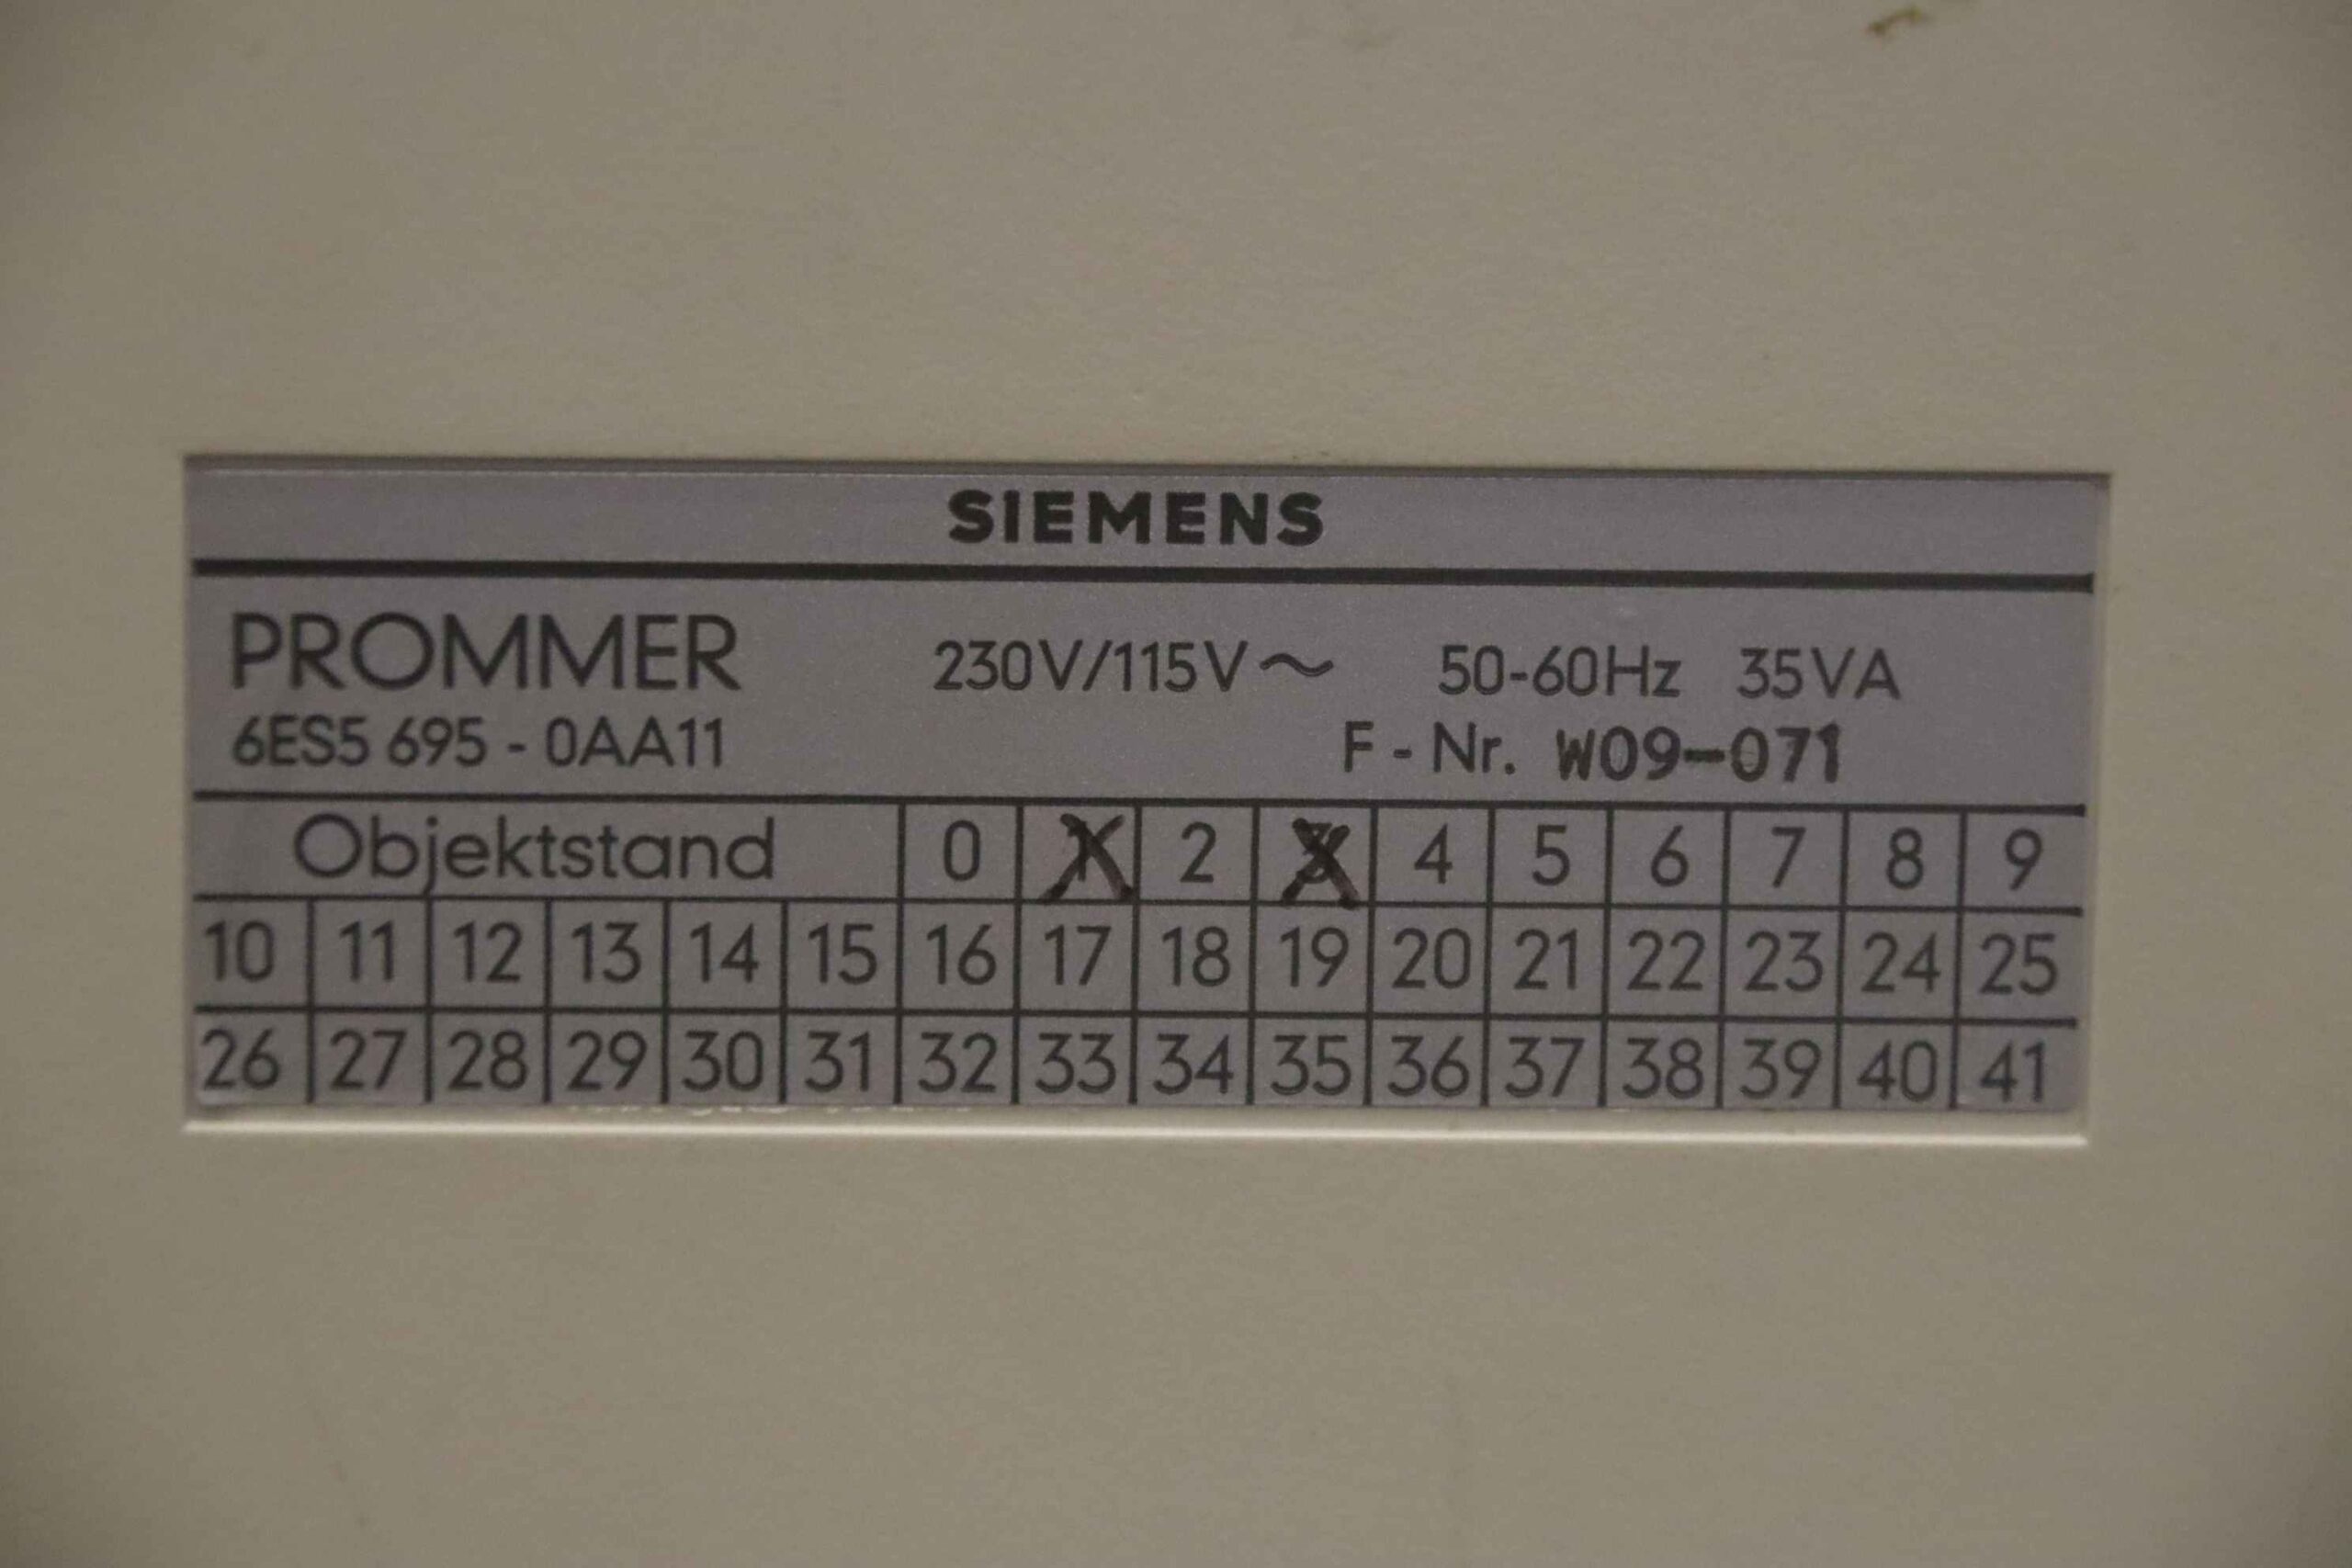 SIEMENS
PROMMER 230V/115V~ 50-60Hz 35VA
6ES5 695 - 0AA11 F - Nr. W09-071
Objektstand 0 1 2 3 4 5 6 7 8 9
10 11 12 13 14 15 16 17 18 19 20 21 22 23 24 25
26 27 28 29 30 31 32 33 34 35 36 37 38 39 40 41